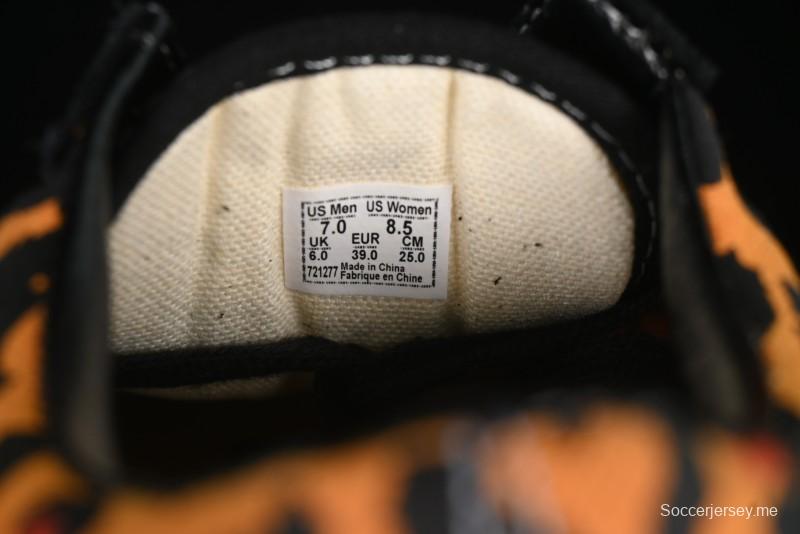 US Men US Women
7.0 8.5
UK EUR CM
6.0 39.0 25.0
721277 Made in China
Fabrique en Chine
Soccerjersey.me